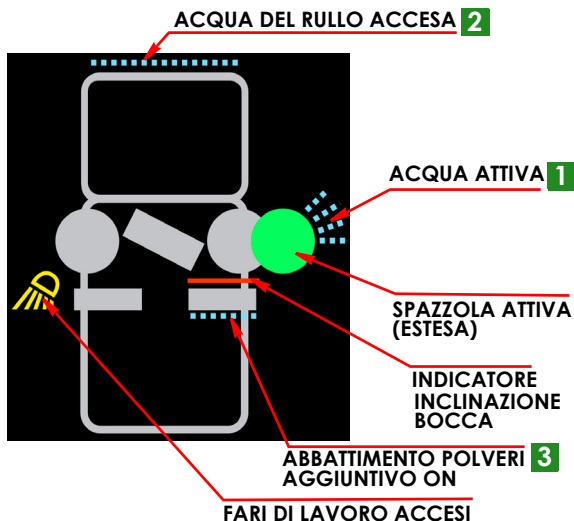 ACQUA DEL RULLO ACCESA 2
ACQUA ATTIVA 1
SPAZZOLA ATTIVA
(ESTESA)
INDICATORE
INCLINAZIONE
BOCCA
ABBATTIMENTO POLVERI 3
AGGIUNTIVO ON
FARI DI LAVORO ACCESI